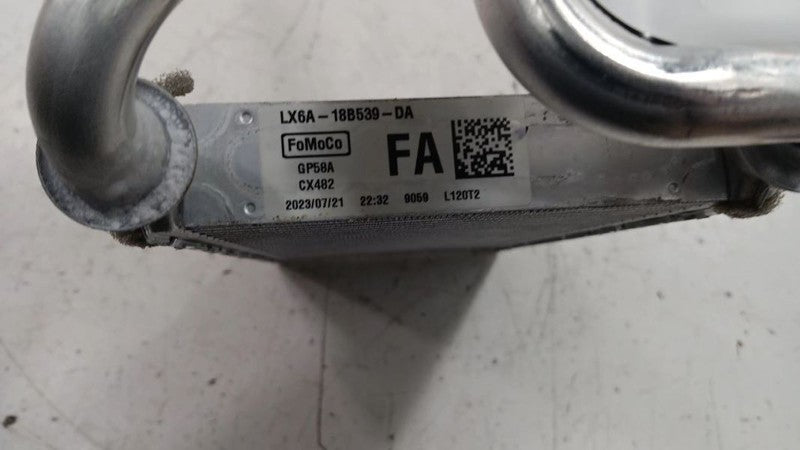 LX6A-18B539-DA
FoMoCo
FA
GP58A
CX482
2023/07/21 22:32 9059 L120T2